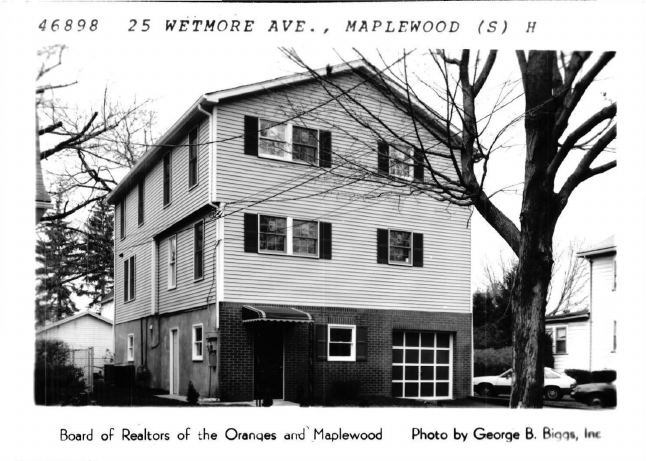 46898 25 WETMORE AVE., MAPLEWOOD (S) H
Board of Realtors of the Oranges and Maplewood Photo by George B. Biggs, Inc